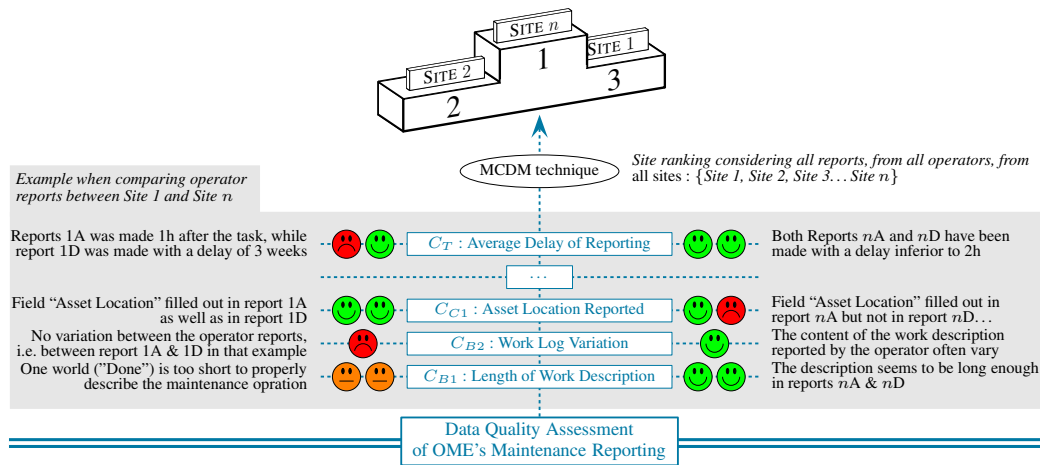 SITE n
SITE 1
SITE 2
1
2
3
MCDM technique
Site ranking considering all reports, from all operators, from
all sites : {Site 1, Site 2, Site 3... Site n}
Example when comparing operator
reports between Site 1 and Site n
Reports 1A was made 1h after the task, while
report 1D was made with a delay of 3 weeks
C_T : Average Delay of Reporting
Both Reports nA and nD have been
made with a delay inferior to 2h
...
Field “Asset Location” filled out in report 1A
as well as in report 1D
C_{C1} : Asset Location Reported
Field “Asset Location” filled out in
report nA but not in report nD...
No variation between the operator reports,
i.e. between report 1A & 1D in that example
C_{B2} : Work Log Variation
The content of the work description
reported by the operator often vary
One world ("Done") is too short to properly
describe the maintenance opration
C_{B1} : Length of Work Description
The description seems to be long enough
in reports nA & nD
Data Quality Assessment
of OME's Maintenance Reporting